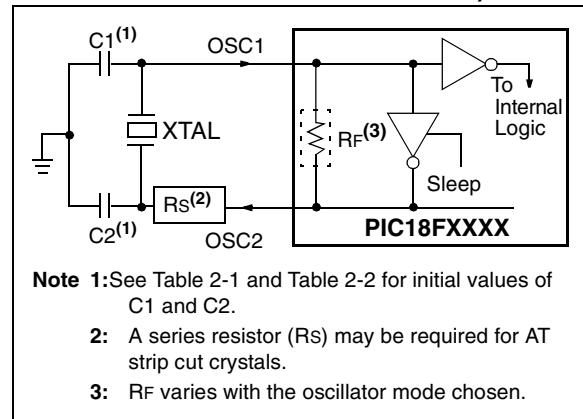 C1(1)
OSC1
To
Internal
Logic
XTAL
RF(3)
Sleep
RS(2)
C2(1)
OSC2
PIC18FXXXX
Note 1:See Table 2-1 and Table 2-2 for initial values of
C1 and C2.
2: A series resistor (RS) may be required for AT
strip cut crystals.
3: RF varies with the oscillator mode chosen.